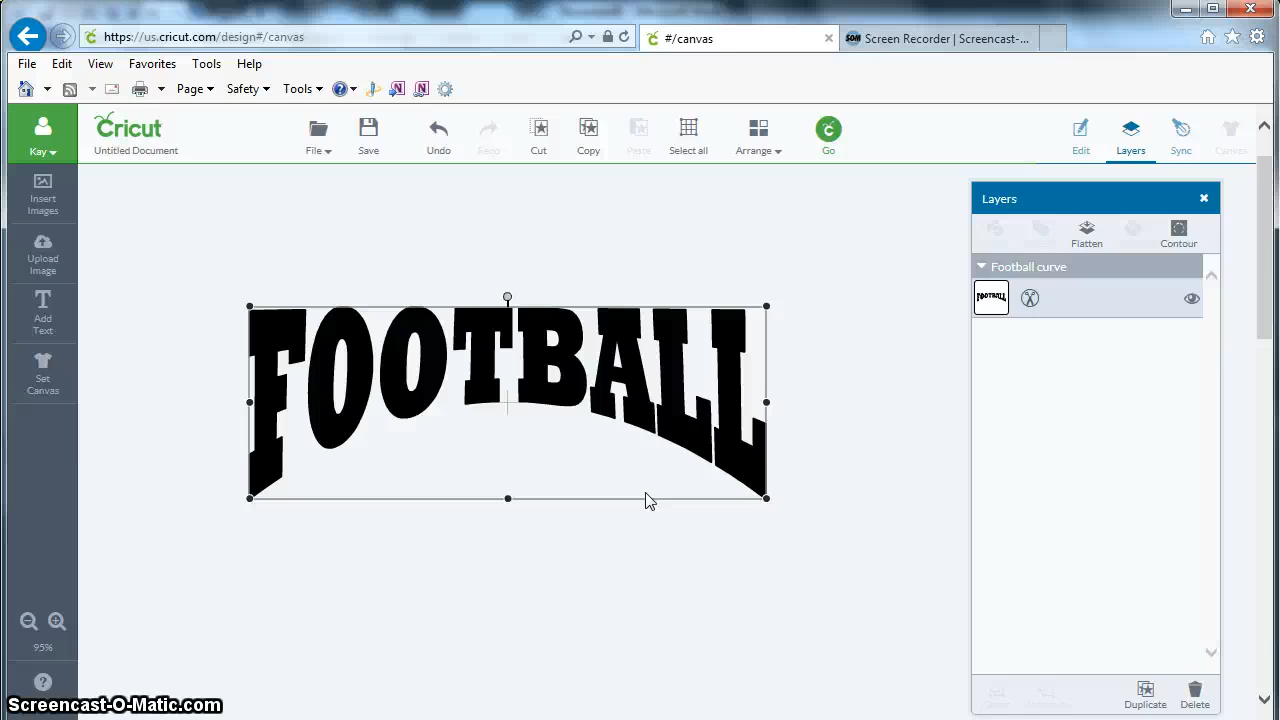 https://us.cricut.com/design#/canvas
#/canvas
Screen Recorder | Screencast-...
File Edit View Favorites Tools Help
Page Safety Tools
Kay
Cricut
Untitled Document
File
Save
Undo
Redo
Cut
Copy
Paste
Select all
Arrange
Go
Edit
Layers
Sync
Canvas
Insert
Images
Upload
Image
Add
Text
Set
Canvas
95%
FOOTBALL
Layers
Flatten
Contour
Football curve
FOOTBALL
Duplicate
Delete
Screencast-O-Matic.com